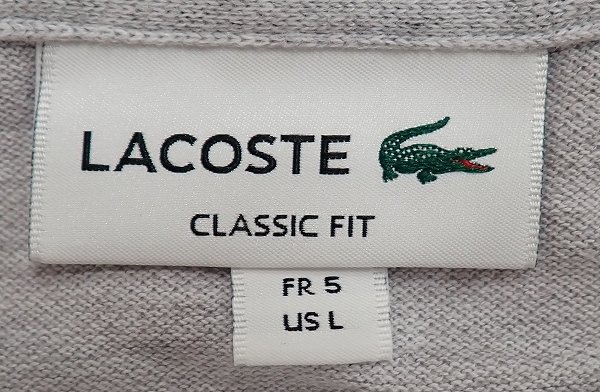 LACOSTE
CLASSIC FIT
FR 5
US L